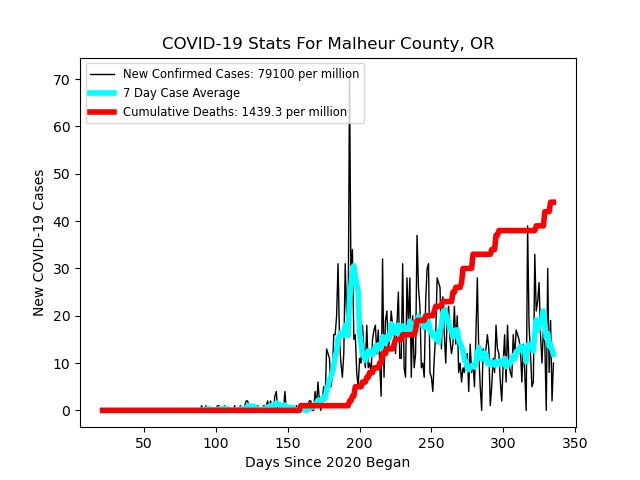 COVID-19 Stats For Malheur County, OR
New Confirmed Cases: 79100 per million
7 Day Case Average
Cumulative Deaths: 1439.3 per million
New COVID-19 Cases
70
60
50
40
30
20
10
0
50 100 150 200 250 300 350
Days Since 2020 Began